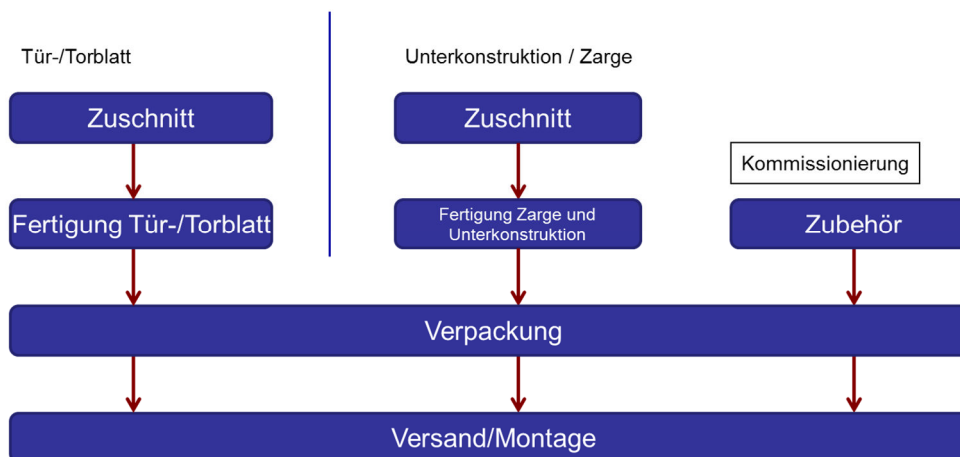 Tür-/Torblatt
Unterkonstruktion / Zarge
Zuschnitt
Zuschnitt
Kommissionierung
Fertigung Tür-/Torblatt
Fertigung Zarge und
Unterkonstruktion
Zubehör
Verpackung
Versand/Montage